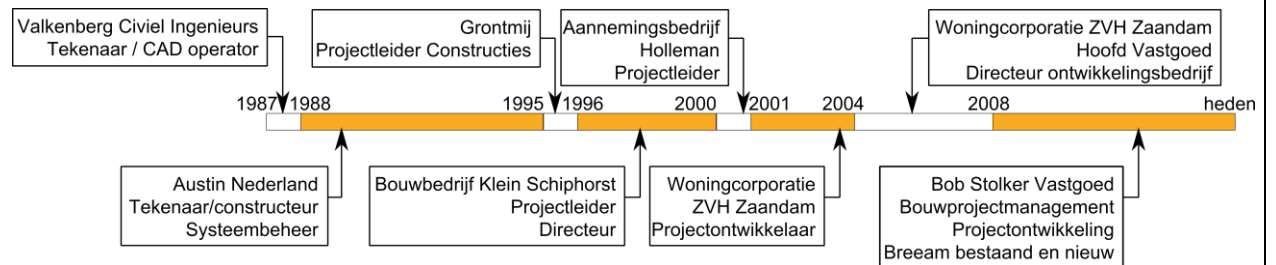 Valkenberg Civiel Ingenieurs
Tekenaar / CAD operator
Grontmij
Projectleider Constructies
Aannemingsbedrijf
Holleman
Projectleider
Woningcorporatie ZVH Zaandam
Hoofd Vastgoed
Directeur ontwikkelingsbedrijf
1987 1988 1995 1996 2000 2001 2004 2008 heden
Austin Nederland
Tekenaar/constructeur
Systeembeheer
Bouwbedrijf Klein Schiphorst
Projectleider
Directeur
Woningcorporatie
ZVH Zaandam
Projectontwikkelaar
Bob Stolker Vastgoed
Bouwprojectmanagement
Projectontwikkeling
Breeam bestaand en nieuw